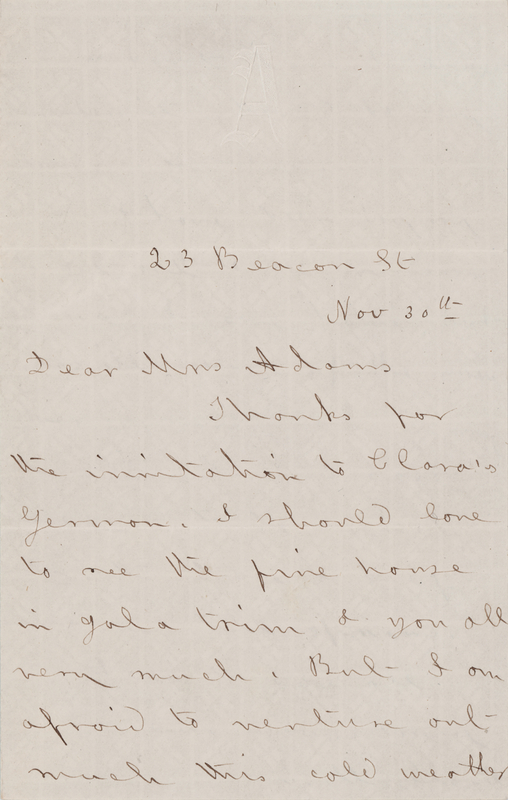 A
23 Beacon St
Nov 30th
Dear Mrs Adams
Thanks for
the invitation to Clara's
German. I should love
to see the fine house
in gala trim & you all
very much. But I am
afraid to venture out
much this cold weather